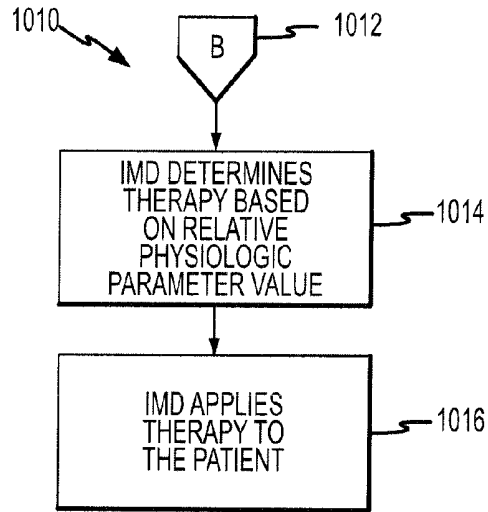 1010
B
1012
IMD DETERMINES
THERAPY BASED
ON RELATIVE
PHYSIOLOGIC
PARAMETER VALUE
1014
IMD APPLIES
THERAPY TO
THE PATIENT
1016